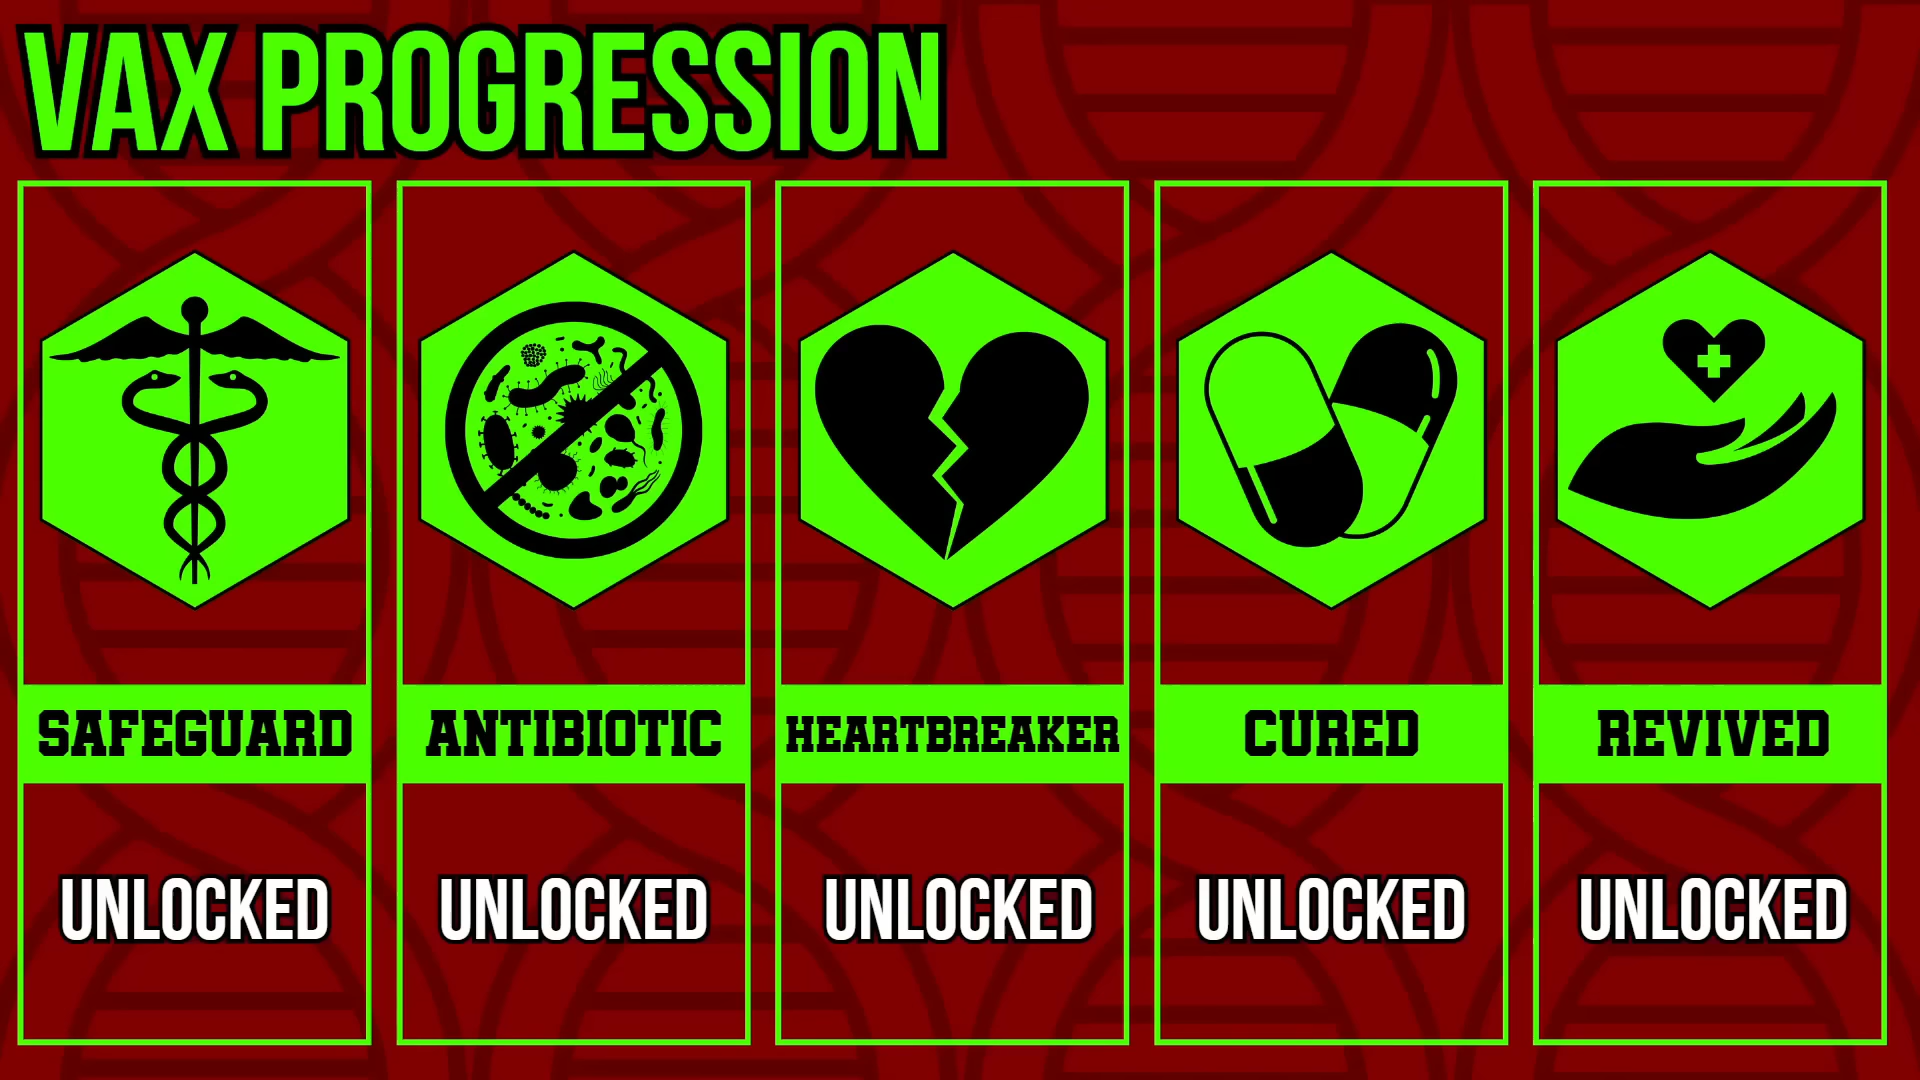 VAX PROGRESSION
SAFEGUARD
ANTIBIOTIC
HEARTBREAKER
CURED
REVIVED
UNLOCKED
UNLOCKED
UNLOCKED
UNLOCKED
UNLOCKED